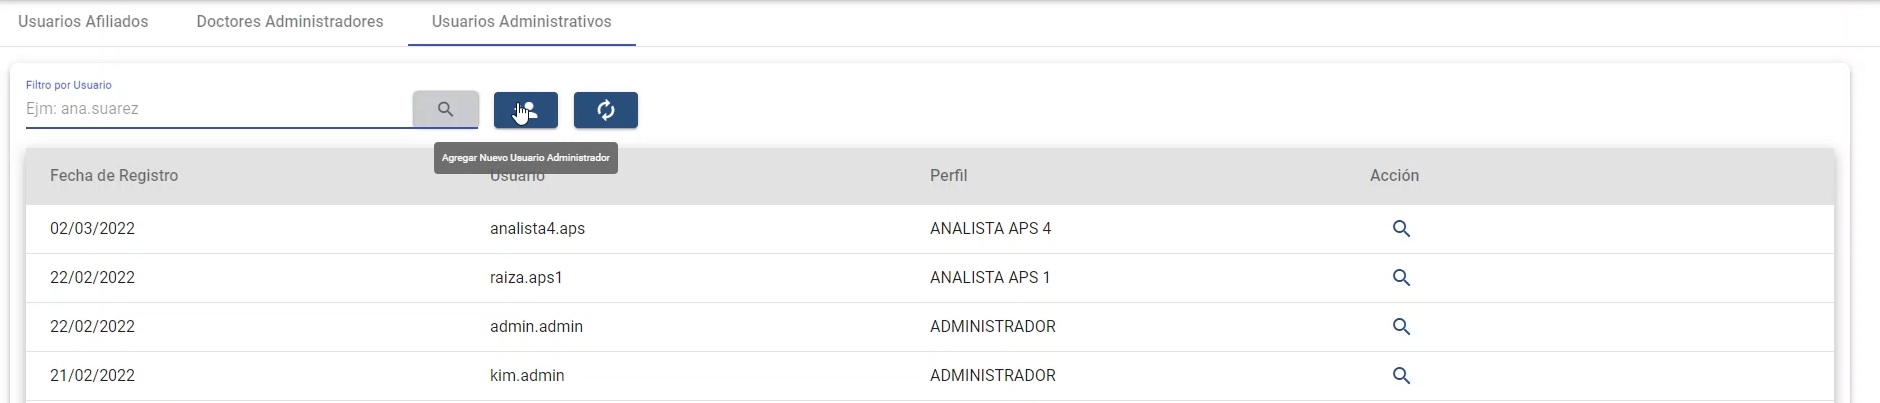 Usuarios Afiliados Doctores Administradores Usuarios Administrativos
Filtro por Usuario
Ejm: ana.suarez
Agregar Nuevo Usuario Administrador
Fecha de Registro Usuario Perfil Acción
02/03/2022 analista4.aps ANALISTA APS 4
22/02/2022 raiza.aps1 ANALISTA APS 1
22/02/2022 admin.admin ADMINISTRADOR
21/02/2022 kim.admin ADMINISTRADOR